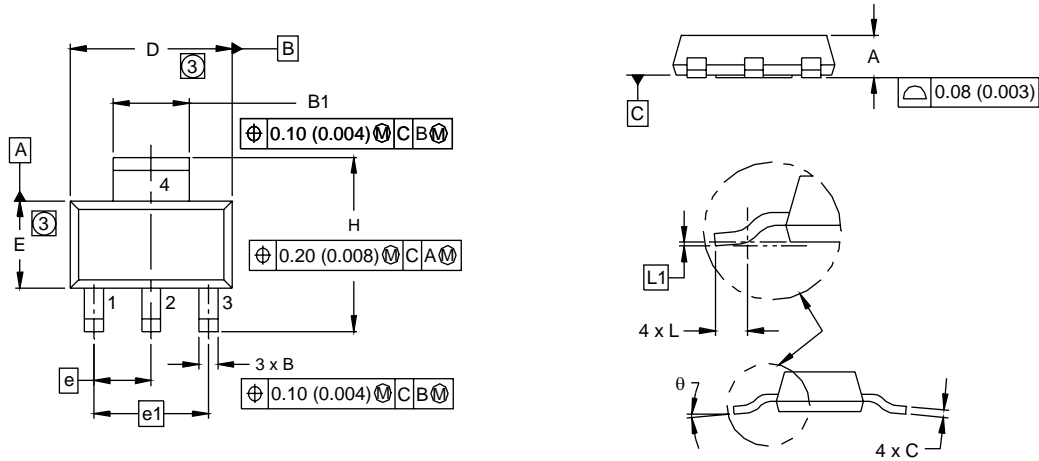 D
B
3
B1
⌖ 0.10 (0.004) Ⓜ C B Ⓜ
A
4
3
E
H
⌖ 0.20 (0.008) Ⓜ C A Ⓜ
1 2 3
3 x B
e
e1
⌖ 0.10 (0.004) Ⓜ C B Ⓜ
A
C
⌓ 0.08 (0.003)
L1
4 x L
θ
4 x C